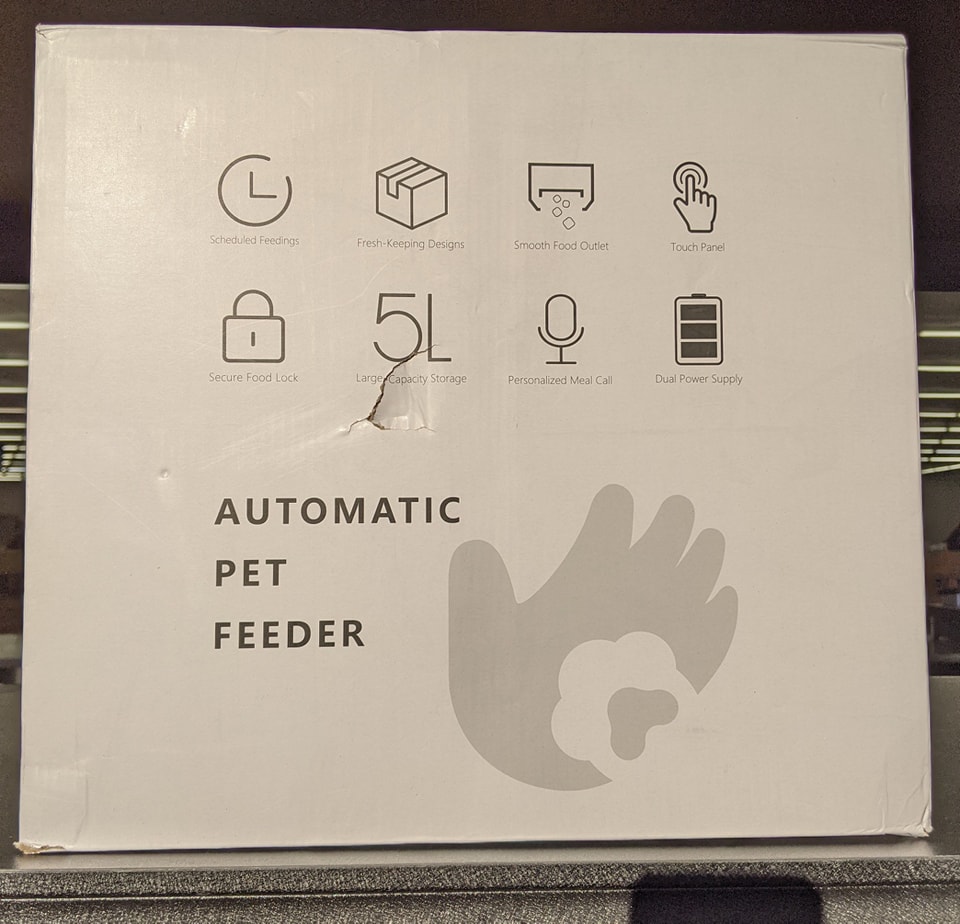 Scheduled Feedings
Fresh-Keeping Designs
Smooth Food Outlet
Touch Panel
5L
Secure Food Lock
Large-Capacity Storage
Personalized Meal Call
Dual Power Supply
AUTOMATIC
PET
FEEDER